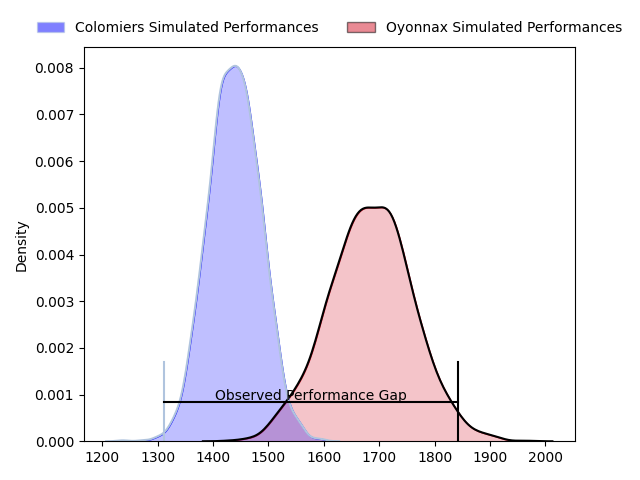 Colomiers Simulated Performances Oyonnax Simulated Performances
0.008
0.007
0.006
0.005
0.004
0.003
0.002
0.001
0.000
Density
Observed Performance Gap
1200 1300 1400 1500 1600 1700 1800 1900 2000